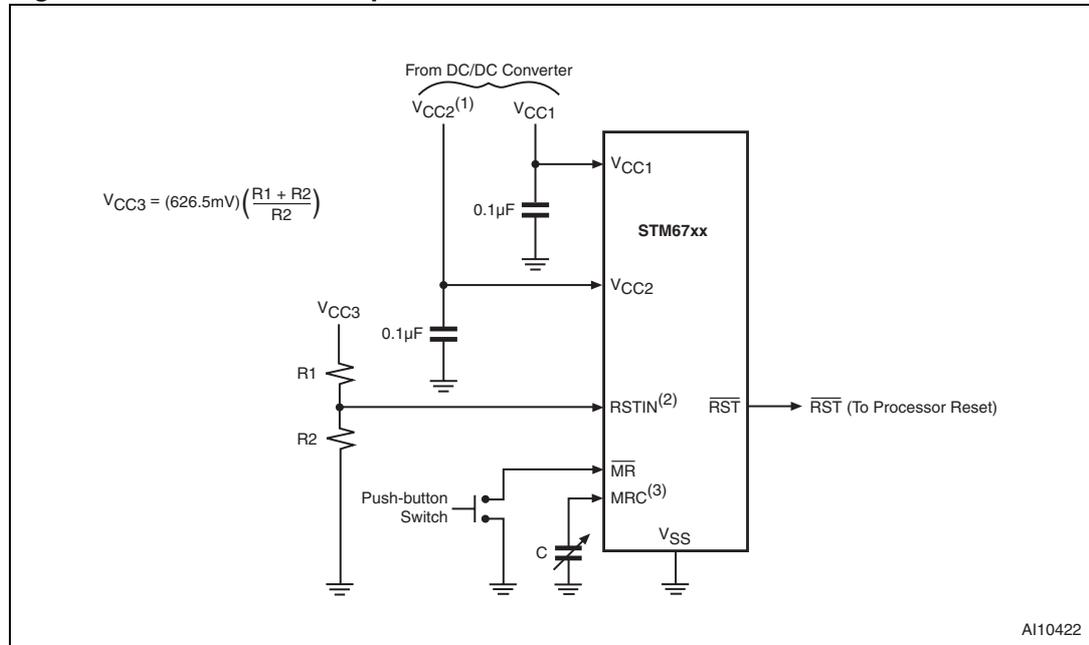 From DC/DC Converter
VCC2(1)
VCC1
VCC1
VCC3 = (626.5mV)(R1 + R2
R2)
0.1µF
STM67xx
VCC2
VCC3
0.1µF
R1
RSTIN(2)
RST
RST (To Processor Reset)
R2
MR
Push-button
Switch
MRC(3)
VSS
C
AI10422